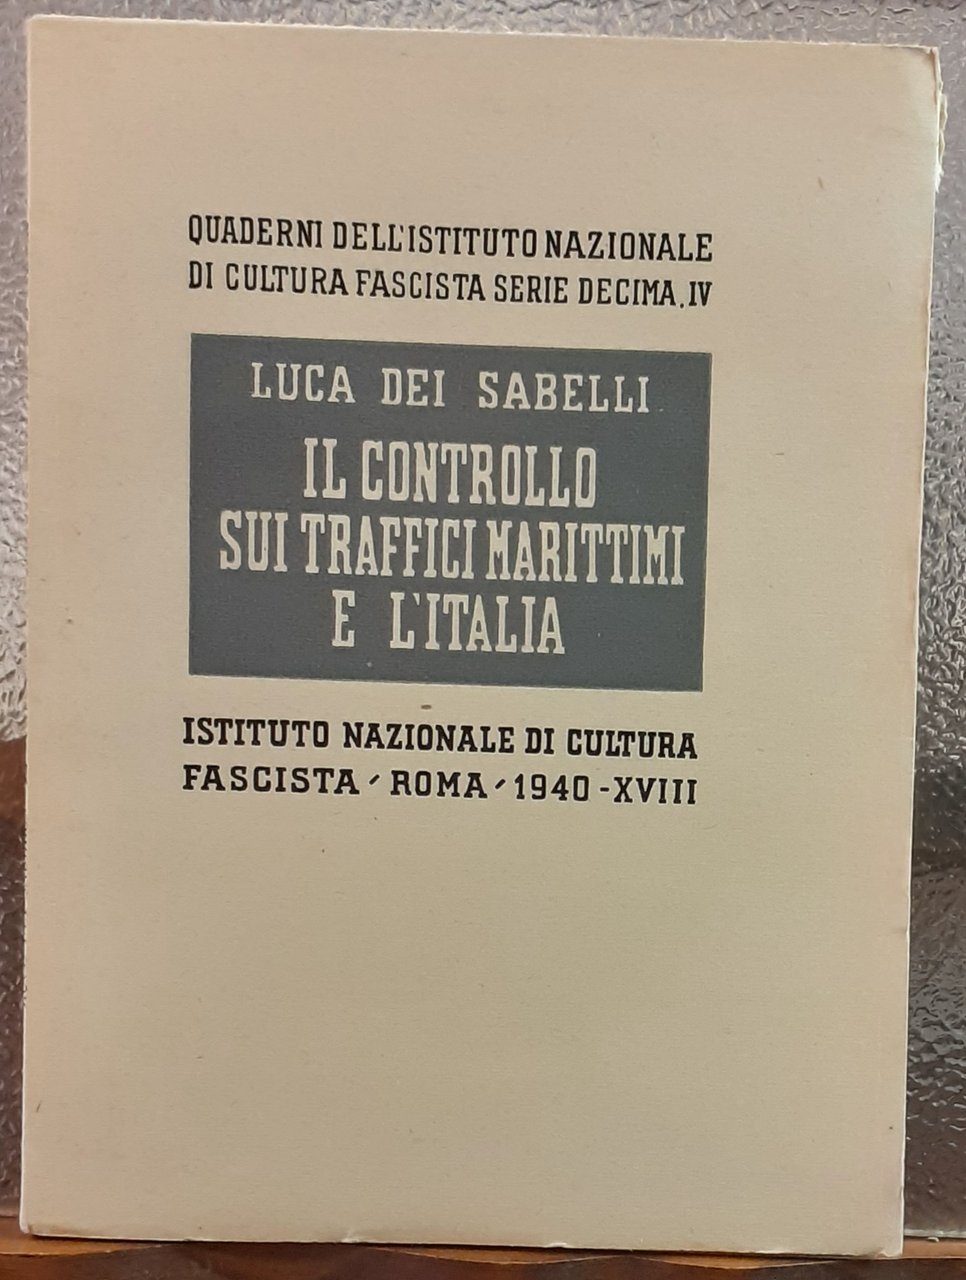 QUADERNI DELL'ISTITUTO NAZIONALE
DI CULTURA FASCISTA SERIE DECIMA. IV
LUCA DEI SABELLI
IL CONTROLLO
SUI TRAFFICI MARITTIMI
E L'ITALIA
ISTITUTO NAZIONALE DI CULTURA
FASCISTA - ROMA - 1940 - XVIII